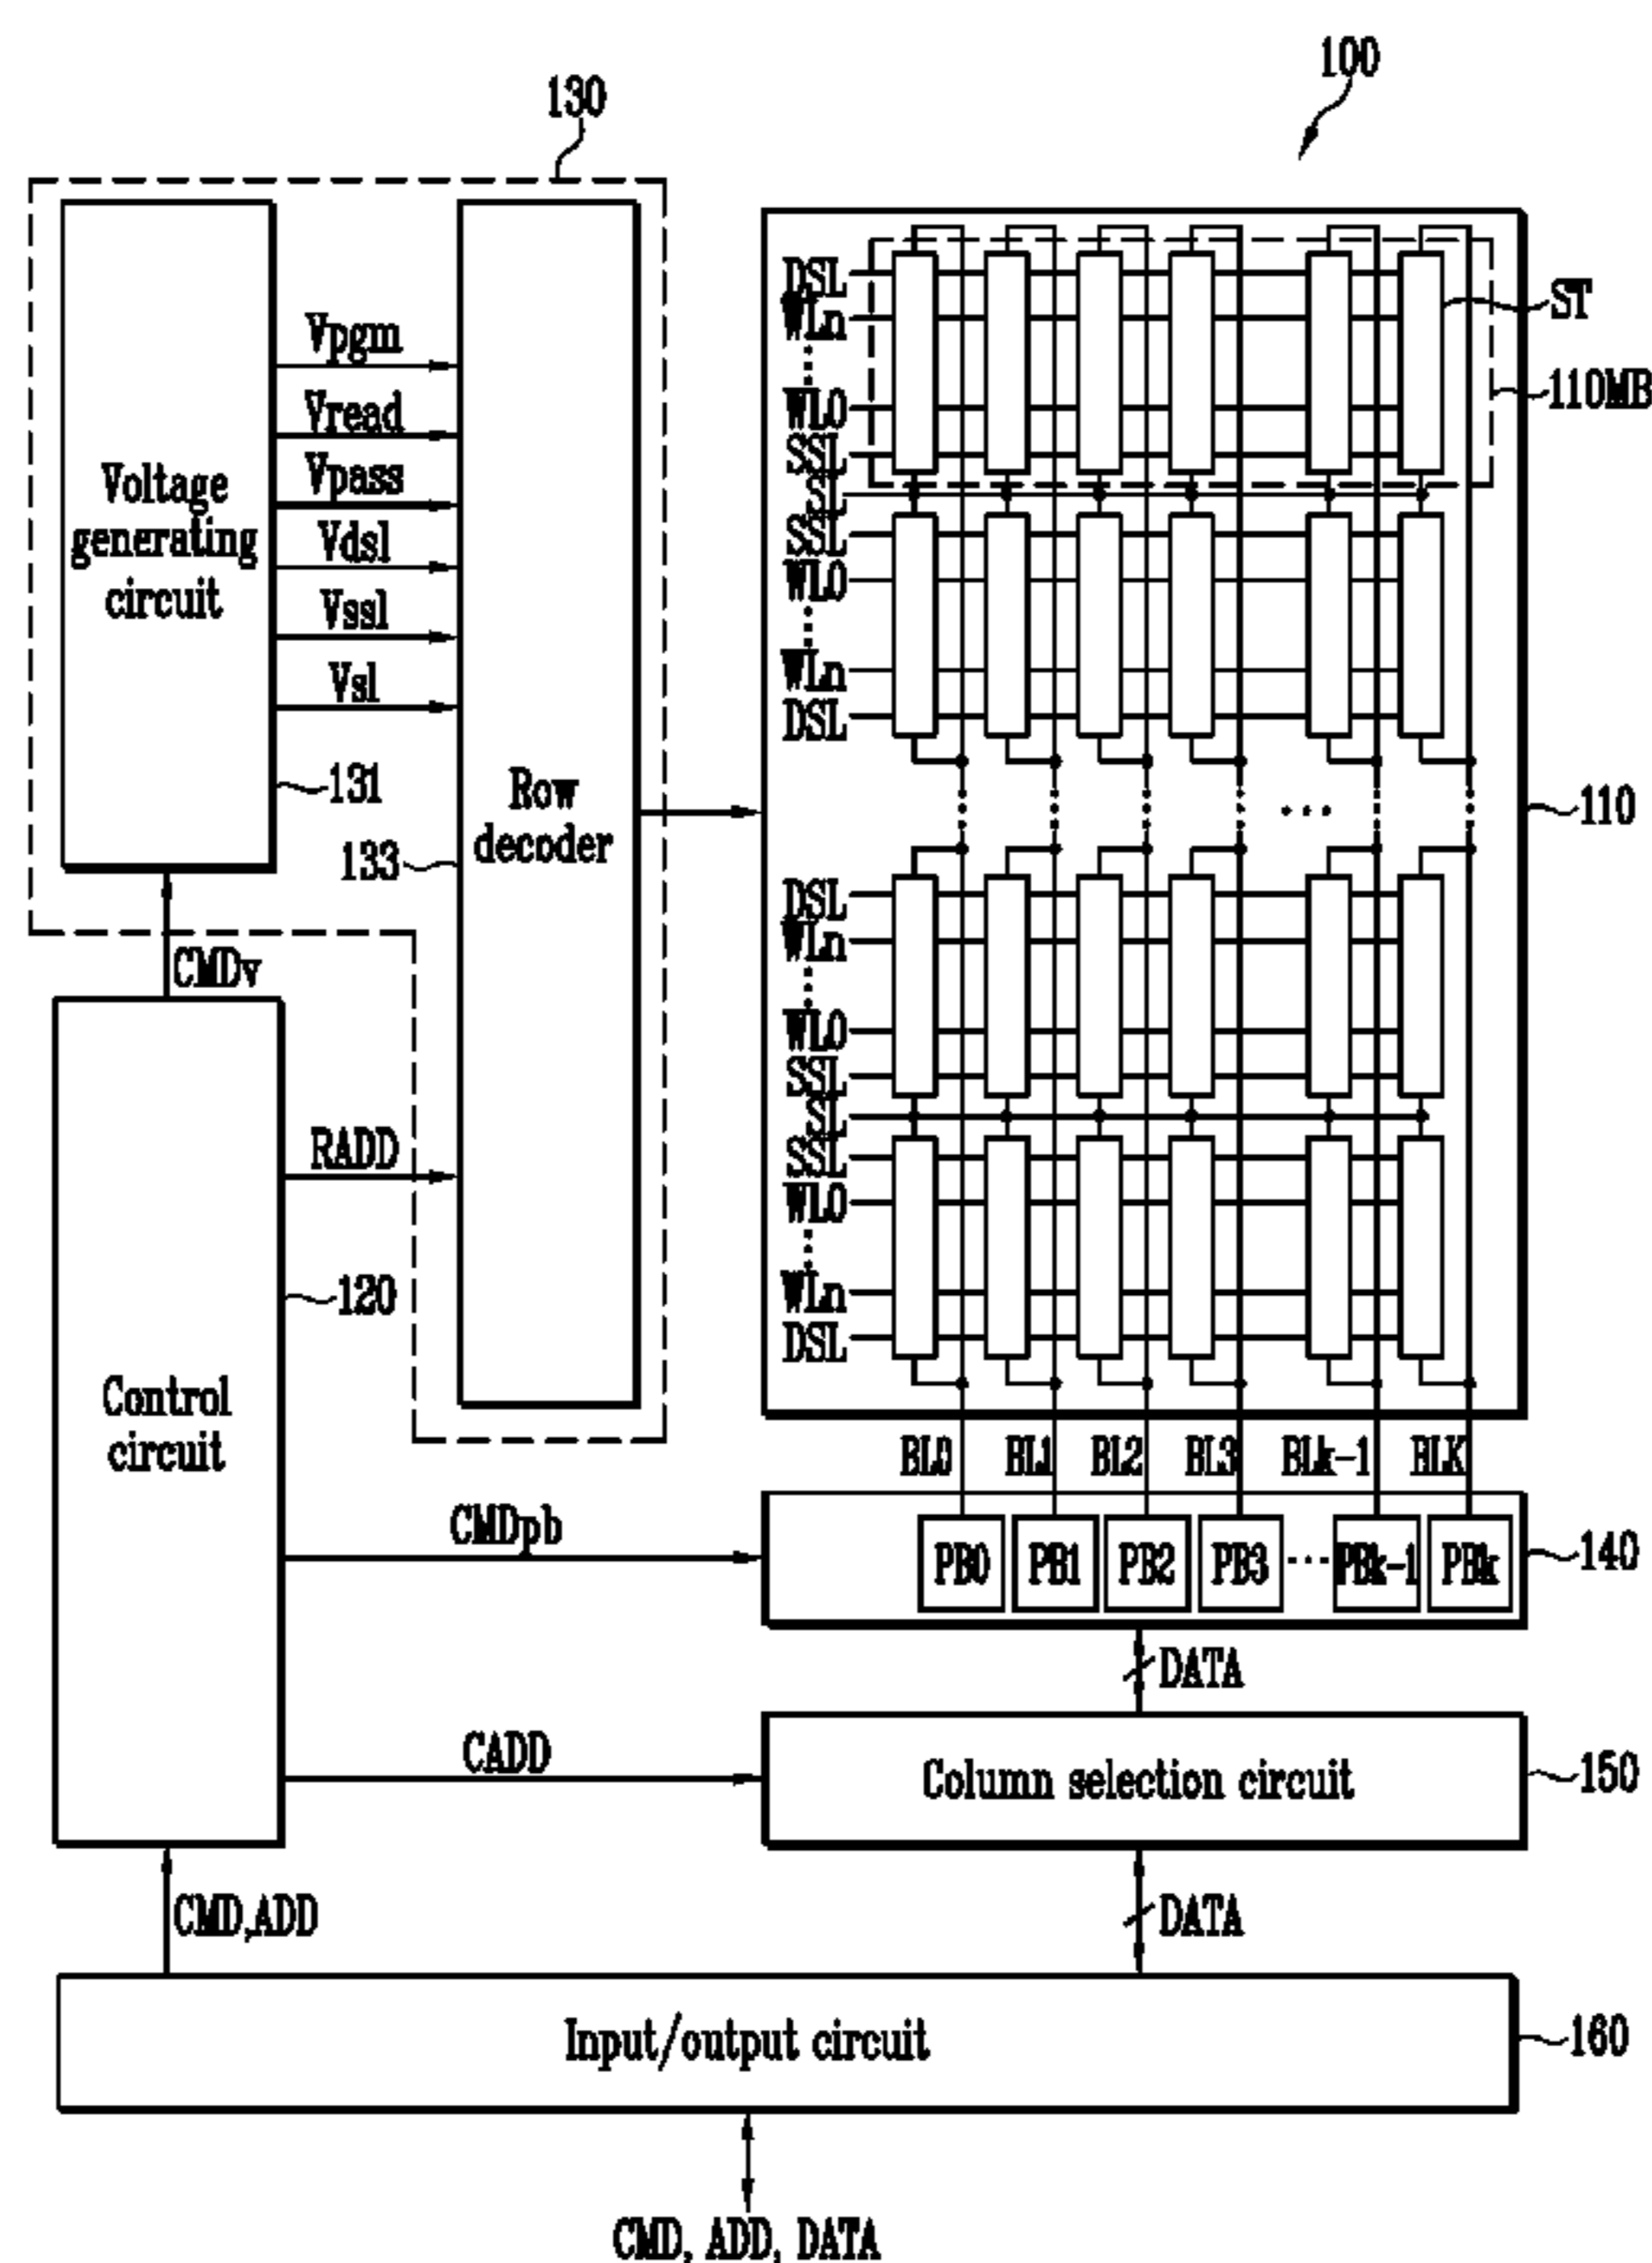 100
130
Voltage
generating
circuit
Vpgm
Vread
Vpass
Vdsl
Vssl
Vsl
131
133
Row
decoder
DSL
WLn
WL0
SSL
SL
SSL
WL0
WLn
DSL
ST
110MB
110
DSL
WLn
WL0
SSL
SL
SSL
WL0
WLn
DSL
CMDv
RADD
120
Control
circuit
BL0 BL1 BL2 BL3 BLk-1 BLK
CMDpb
PB0 PB1 PB2 PB3 ... PBk-1 PBk
140
DATA
CADD
Column selection circuit
150
CMD,ADD
DATA
Input/output circuit
160
CMD, ADD, DATA